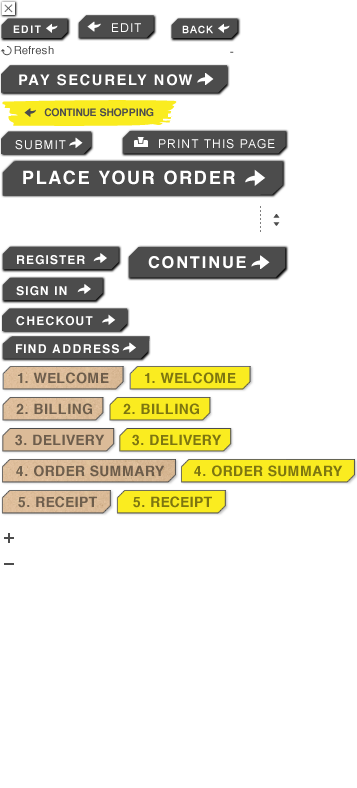 EDIT EDIT BACK
Refresh -
PAY SECURELY NOW
CONTINUE SHOPPING
SUBMIT PRINT THIS PAGE
PLACE YOUR ORDER
REGISTER CONTINUE
SIGN IN
CHECKOUT
FIND ADDRESS
1. WELCOME 1. WELCOME
2. BILLING 2. BILLING
3. DELIVERY 3. DELIVERY
4. ORDER SUMMARY 4. ORDER SUMMARY
5. RECEIPT 5. RECEIPT
+
−